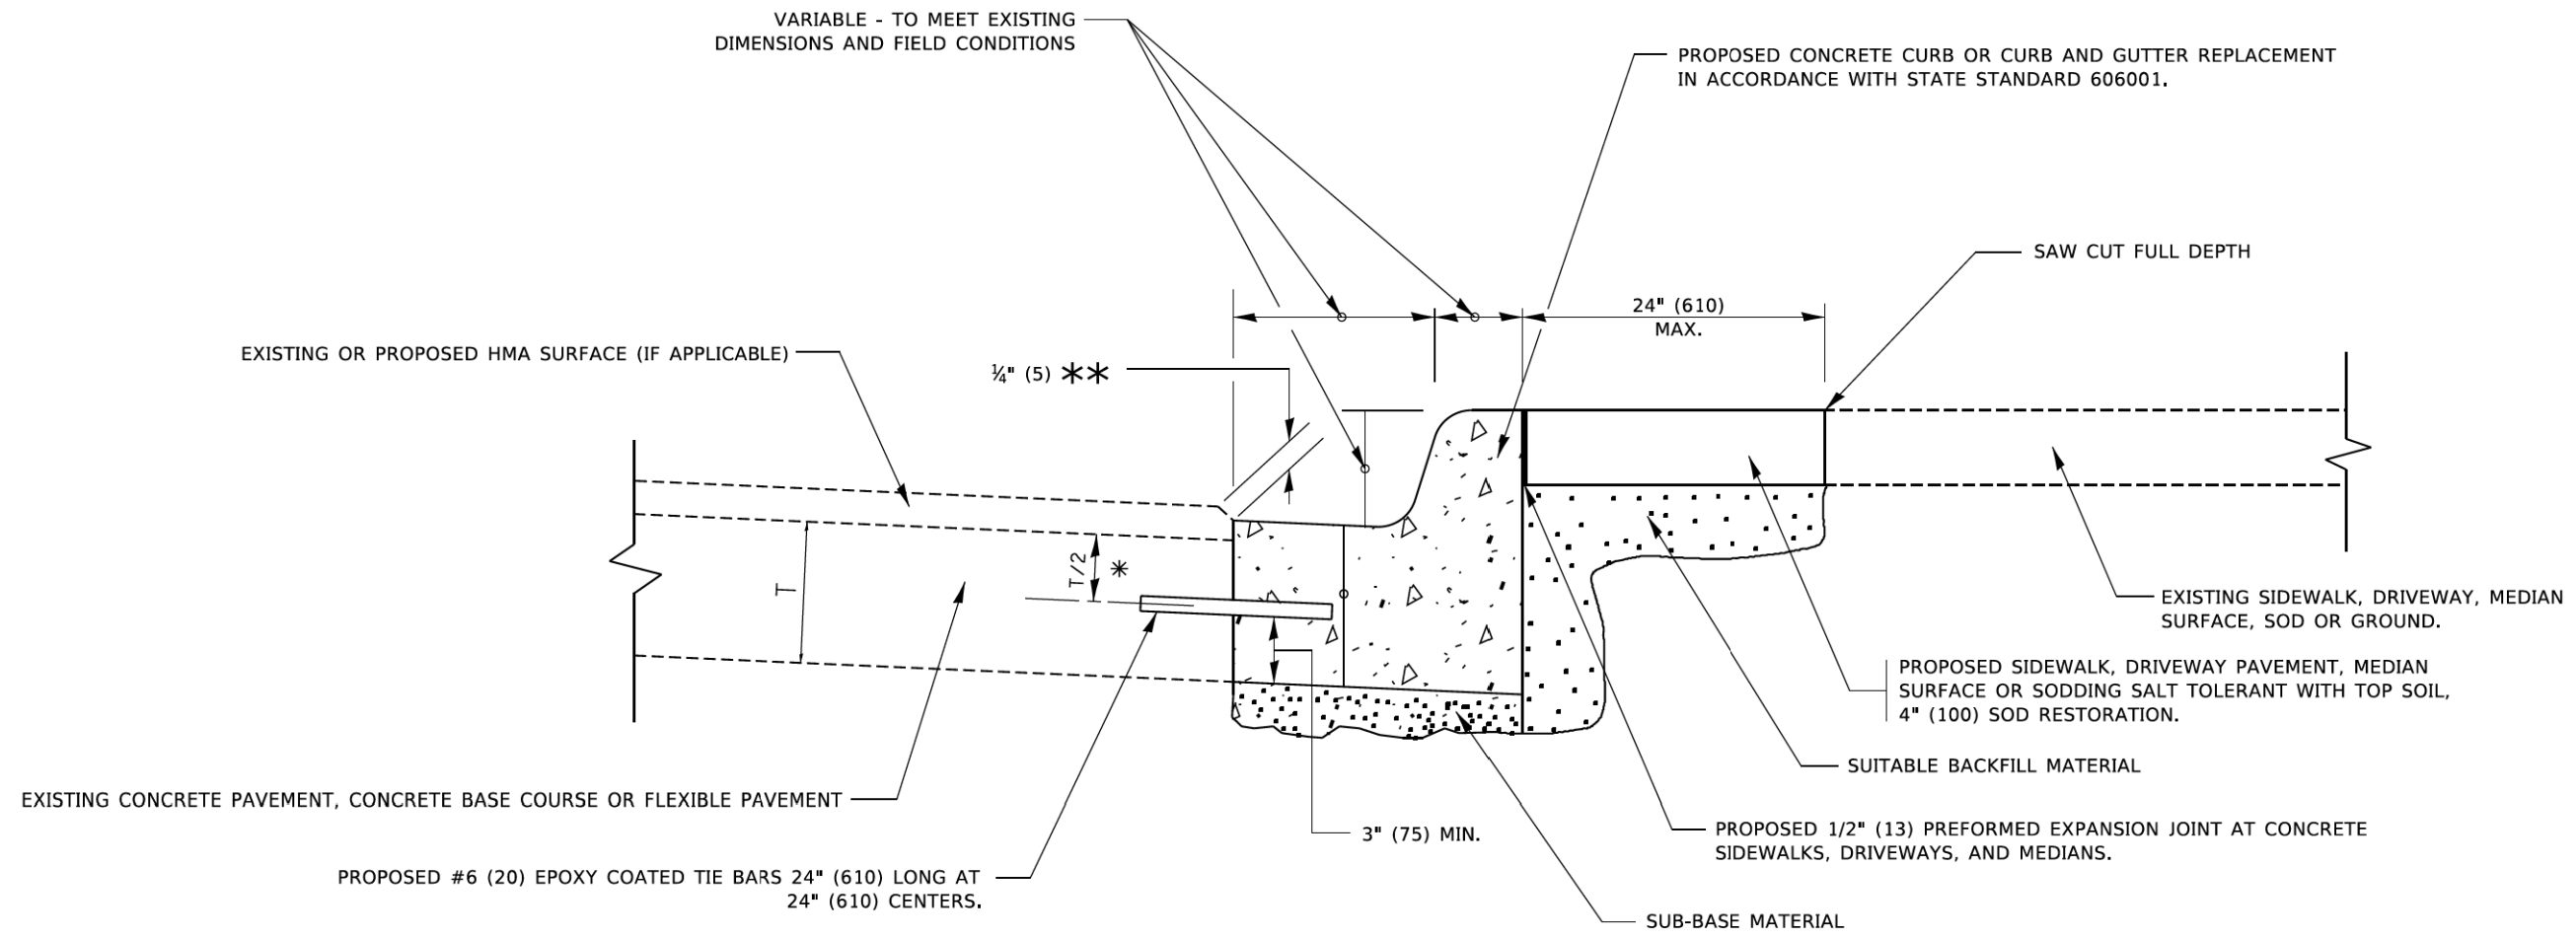 VARIABLE - TO MEET EXISTING
DIMENSIONS AND FIELD CONDITIONS
PROPOSED CONCRETE CURB OR CURB AND GUTTER REPLACEMENT
IN ACCORDANCE WITH STATE STANDARD 606001.
SAW CUT FULL DEPTH
24" (610)
MAX.
EXISTING OR PROPOSED HMA SURFACE (IF APPLICABLE)
¼" (5) **
T
T/2 *
EXISTING SIDEWALK, DRIVEWAY, MEDIAN
SURFACE, SOD OR GROUND.
PROPOSED SIDEWALK, DRIVEWAY PAVEMENT, MEDIAN
SURFACE OR SODDING SALT TOLERANT WITH TOP SOIL,
4" (100) SOD RESTORATION.
SUITABLE BACKFILL MATERIAL
EXISTING CONCRETE PAVEMENT, CONCRETE BASE COURSE OR FLEXIBLE PAVEMENT
3" (75) MIN.
PROPOSED 1/2" (13) PREFORMED EXPANSION JOINT AT CONCRETE
SIDEWALKS, DRIVEWAYS, AND MEDIANS.
PROPOSED #6 (20) EPOXY COATED TIE BARS 24" (610) LONG AT
24" (610) CENTERS.
SUB-BASE MATERIAL